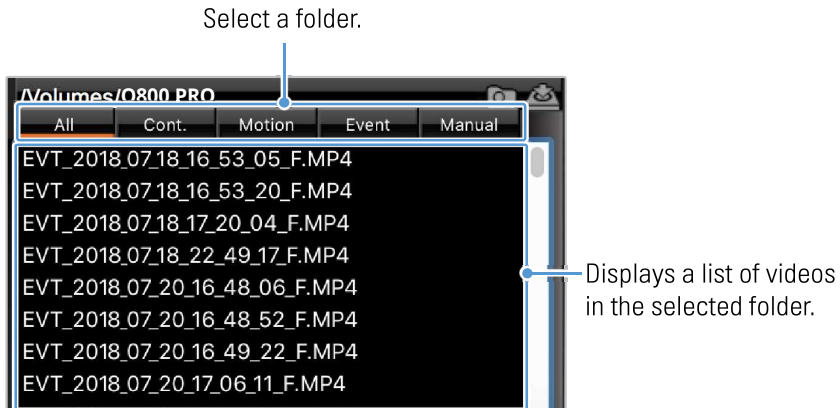 Select a folder.
/Volumes/Q800 PRO
All Cont. Motion Event Manual
EVT_2018_07_18_16_53_05_F.MP4
EVT_2018_07_18_16_53_20_F.MP4
EVT_2018_07_18_17_20_04_F.MP4
EVT_2018_07_18_22_49_17_F.MP4
EVT_2018_07_20_16_48_06_F.MP4
Displays a list of videos
in the selected folder.
EVT_2018_07_20_16_48_52_F.MP4
EVT_2018_07_20_16_49_22_F.MP4
EVT_2018_07_20_17_06_11_F.MP4